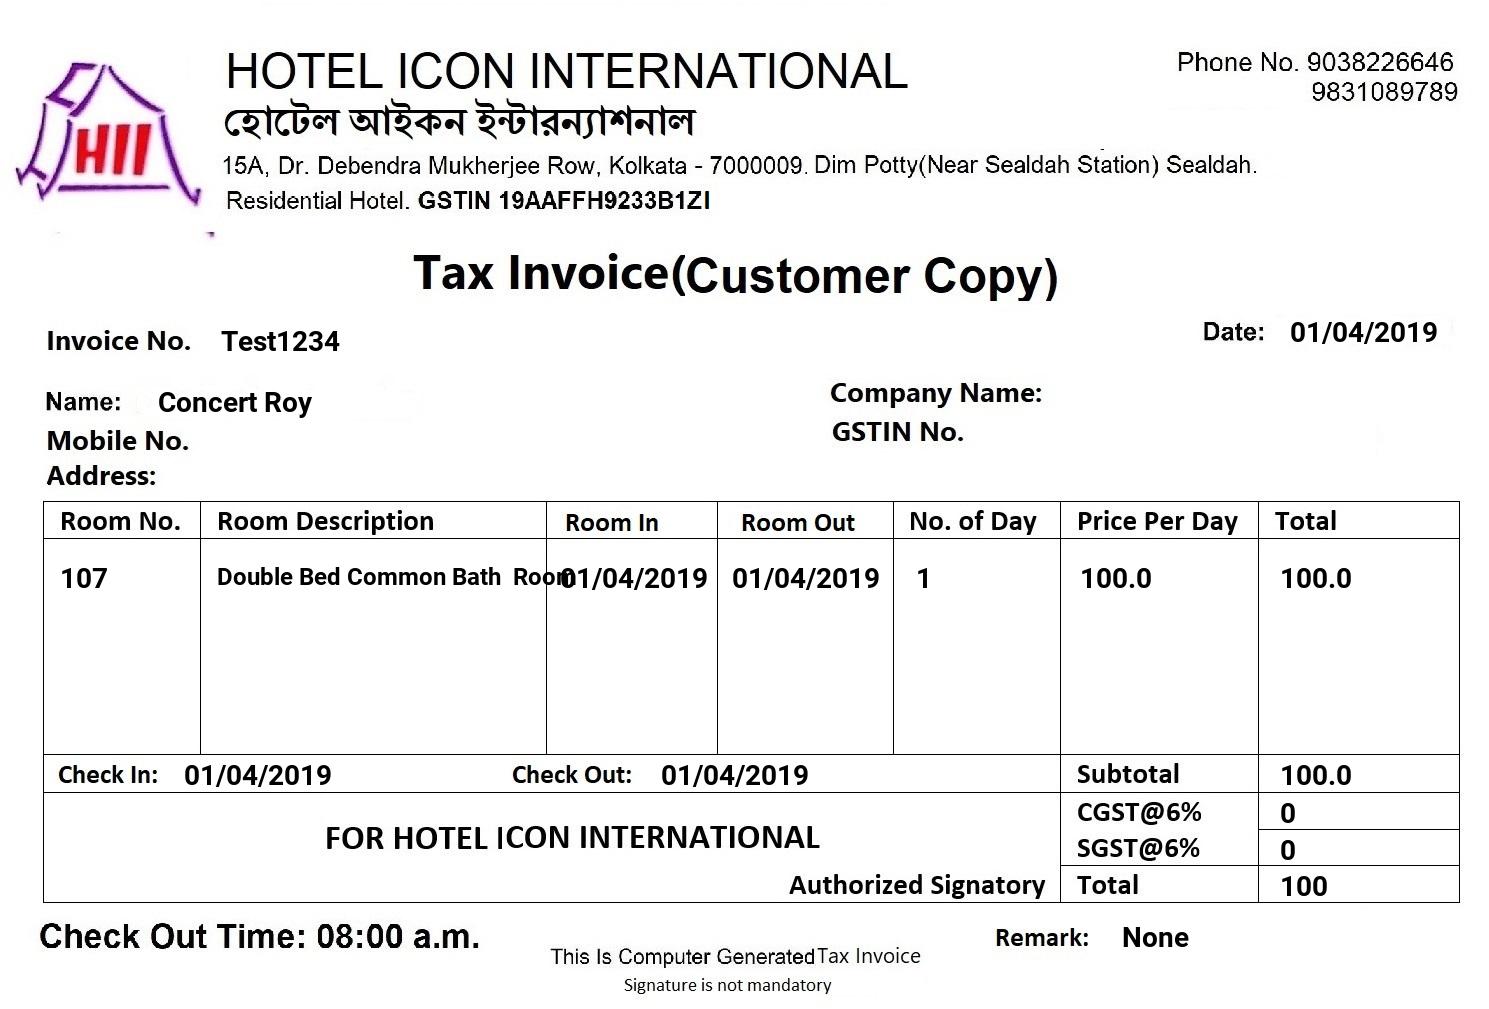 HII
HOTEL ICON INTERNATIONAL
হোটেল আইকন ইন্টারন্যাশনাল
15A, Dr. Debendra Mukherjee Row, Kolkata - 7000009. Dim Potty(Near Sealdah Station) Sealdah.
Residential Hotel. GSTIN 19AAFFH9233B1ZI
Phone No. 9038226646
9831089789
Tax Invoice(Customer Copy)
Invoice No. Test1234
Date: 01/04/2019
Name: Concert Roy
Mobile No.
Address:
Company Name:
GSTIN No.
Room No. Room Description Room In Room Out No. of Day Price Per Day Total
107 Double Bed Common Bath Room 01/04/2019 01/04/2019 1 100.0 100.0
Check In: 01/04/2019 Check Out: 01/04/2019 Subtotal 100.0
CGST@6% 0
FOR HOTEL ICON INTERNATIONAL
SGST@6% 0
Authorized Signatory Total 100
Check Out Time: 08:00 a.m.
This Is Computer Generated Tax Invoice
Signature is not mandatory
Remark: None